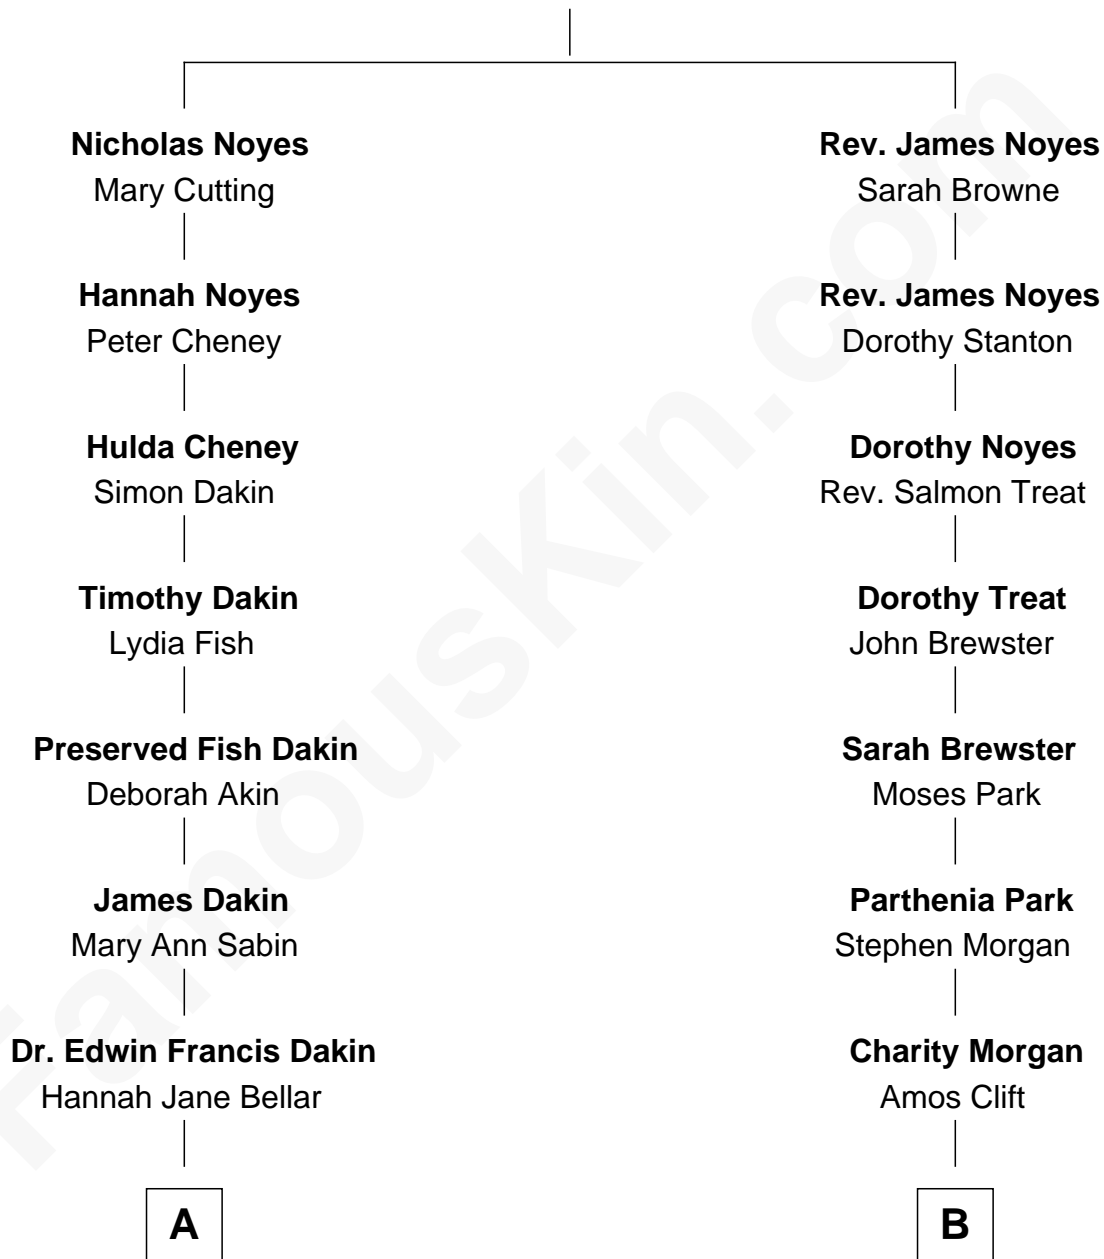 Nicholas Noyes
Mary Cutting
Hannah Noyes
Peter Cheney
Hulda Cheney
Simon Dakin
Timothy Dakin
Lydia Fish
Preserved Fish Dakin
Deborah Akin
James Dakin
Mary Ann Sabin
Dr. Edwin Francis Dakin
Hannah Jane Bellar
A
Rev. James Noyes
Sarah Browne
Rev. James Noyes
Dorothy Stanton
Dorothy Noyes
Rev. Salmon Treat
Dorothy Treat
John Brewster
Sarah Brewster
Moses Park
Parthenia Park
Stephen Morgan
Charity Morgan
Amos Clift
B
FamousKin.com